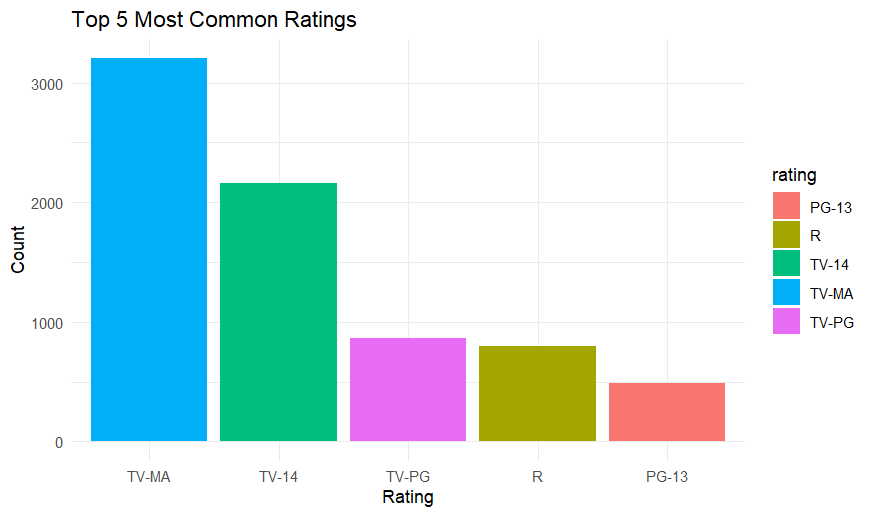 Top 5 Most Common Ratings
3000
2000
1000
0
Count
TV-MA TV-14 TV-PG R PG-13
Rating
rating
PG-13
R
TV-14
TV-MA
TV-PG